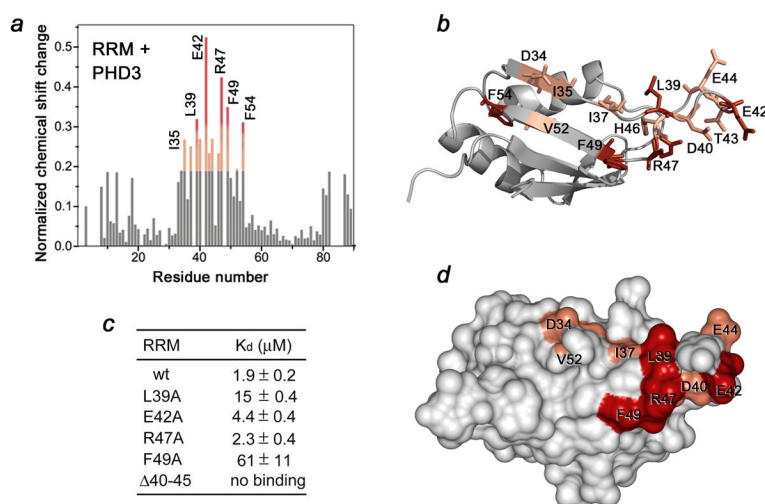 a
RRM +
PHD3
Normalized chemical shift change
0.5
0.4
0.3
0.2
0.1
0.0
I35
L39
E42
R47
F49
F54
20
40
60
80
Residue number
b
D34
I35
F54
V52
I37
L39
E44
H46
E42
T43
D40
F49
R47
c
RRM Kd (μM)
wt 1.9 ± 0.2
L39A 15 ± 0.4
E42A 4.4 ± 0.4
R47A 2.3 ± 0.4
F49A 61 ± 11
Δ40-45 no binding
d
D34
V52
I37
L39
E44
D40
E42
R47
F49